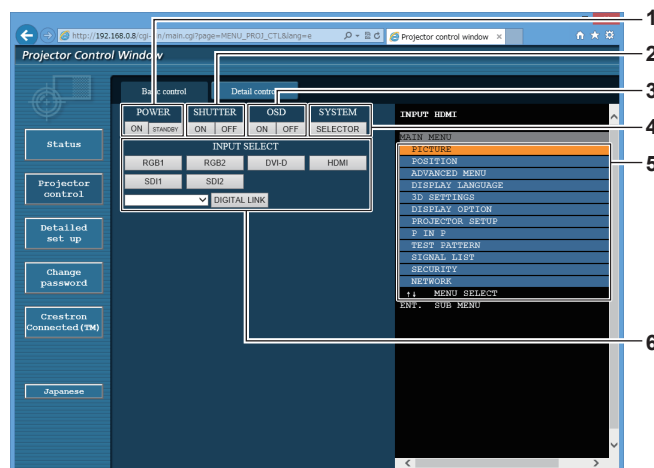 http://192.168.0.8/cgi-bin/main.cgi?page=MENU_PROJ_CTL&lang=e
Projector control window
Projector Control Window
Basic control
Detail control
POWER
SHUTTER
OSD
SYSTEM
ON
STANDBY
ON
OFF
ON
OFF
SELECTOR
INPUT SELECT
RGB1
RGB2
DVI-D
HDMI
SDI1
SDI2
DIGITAL LINK
Status
Projector
control
Detailed
set up
Change
password
Crestron
Connected(TM)
Japanese
INPUT HDMI
MAIN MENU
PICTURE
POSITION
ADVANCED MENU
DISPLAY LANGUAGE
3D SETTINGS
DISPLAY OPTION
PROJECTOR SETUP
P IN P
TEST PATTERN
SIGNAL LIST
SECURITY
NETWORK
↑↓ MENU SELECT
ENT. SUB MENU
1
2
3
4
5
6